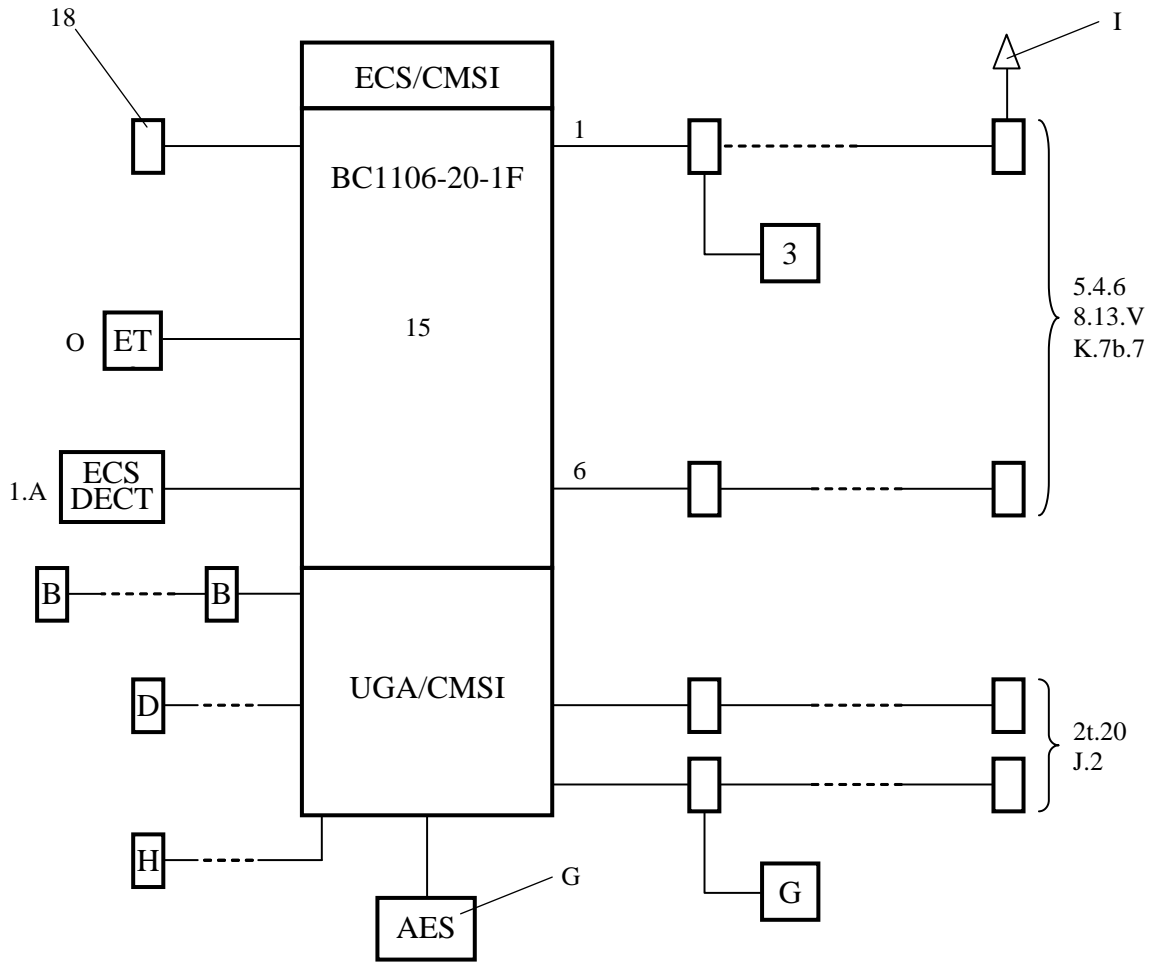 18
I
ECS/CMSI
1
BC1106-20-1F
3
5.4.6
8.13.V
K.7b.7
15
O
ET
ECS
DECT
1.A
6
B
B
UGA/CMSI
D
2t.20
J.2
H
G
G
AES